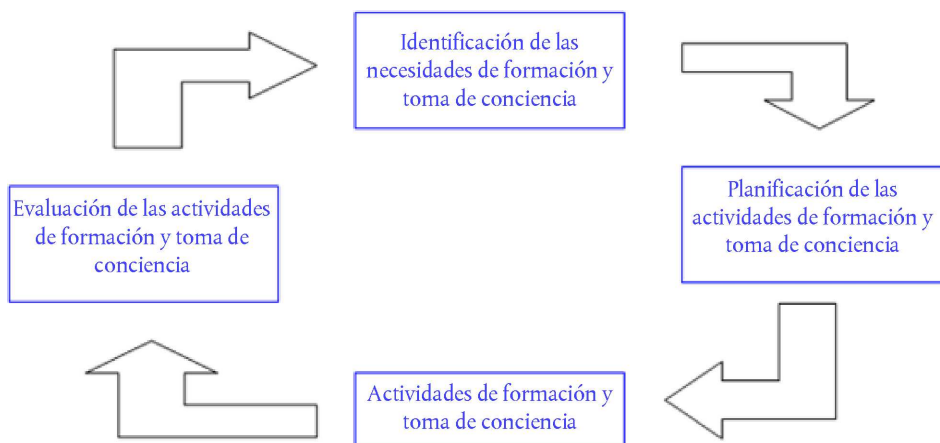 Identificación de las
necesidades de formación y
toma de conciencia
Planificación de las
actividades de formación y
toma de conciencia
Actividades de formación y
toma de conciencia
Evaluación de las actividades
de formación y toma de
conciencia